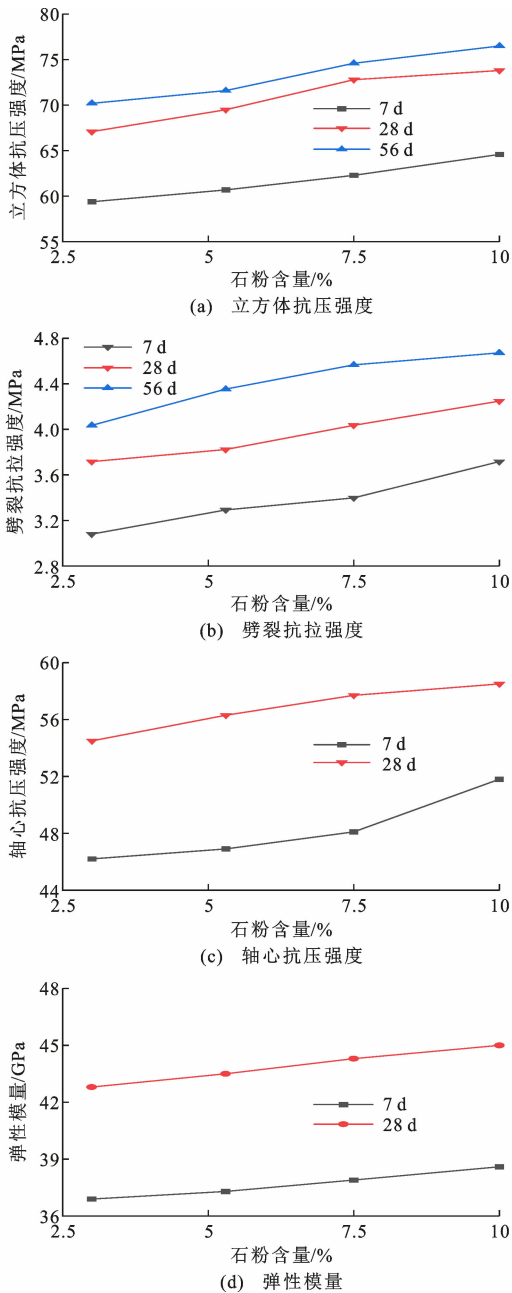 80
75
70
65
60
55
立方体抗压强度/MPa
7 d
28 d
56 d
2.5
5
7.5
10
石粉含量/%
(a) 立方体抗压强度
4.8
4.4
4.0
3.6
3.2
2.8
劈裂抗拉强度/MPa
7 d
28 d
56 d
2.5
5
7.5
10
石粉含量/%
(b) 劈裂抗拉强度
60
56
52
48
44
轴心抗压强度/MPa
7 d
28 d
2.5
5
7.5
10
石粉含量/%
(c) 轴心抗压强度
48
45
42
39
36
弹性模量/GPa
7 d
28 d
2.5
5
7.5
10
石粉含量/%
(d) 弹性模量